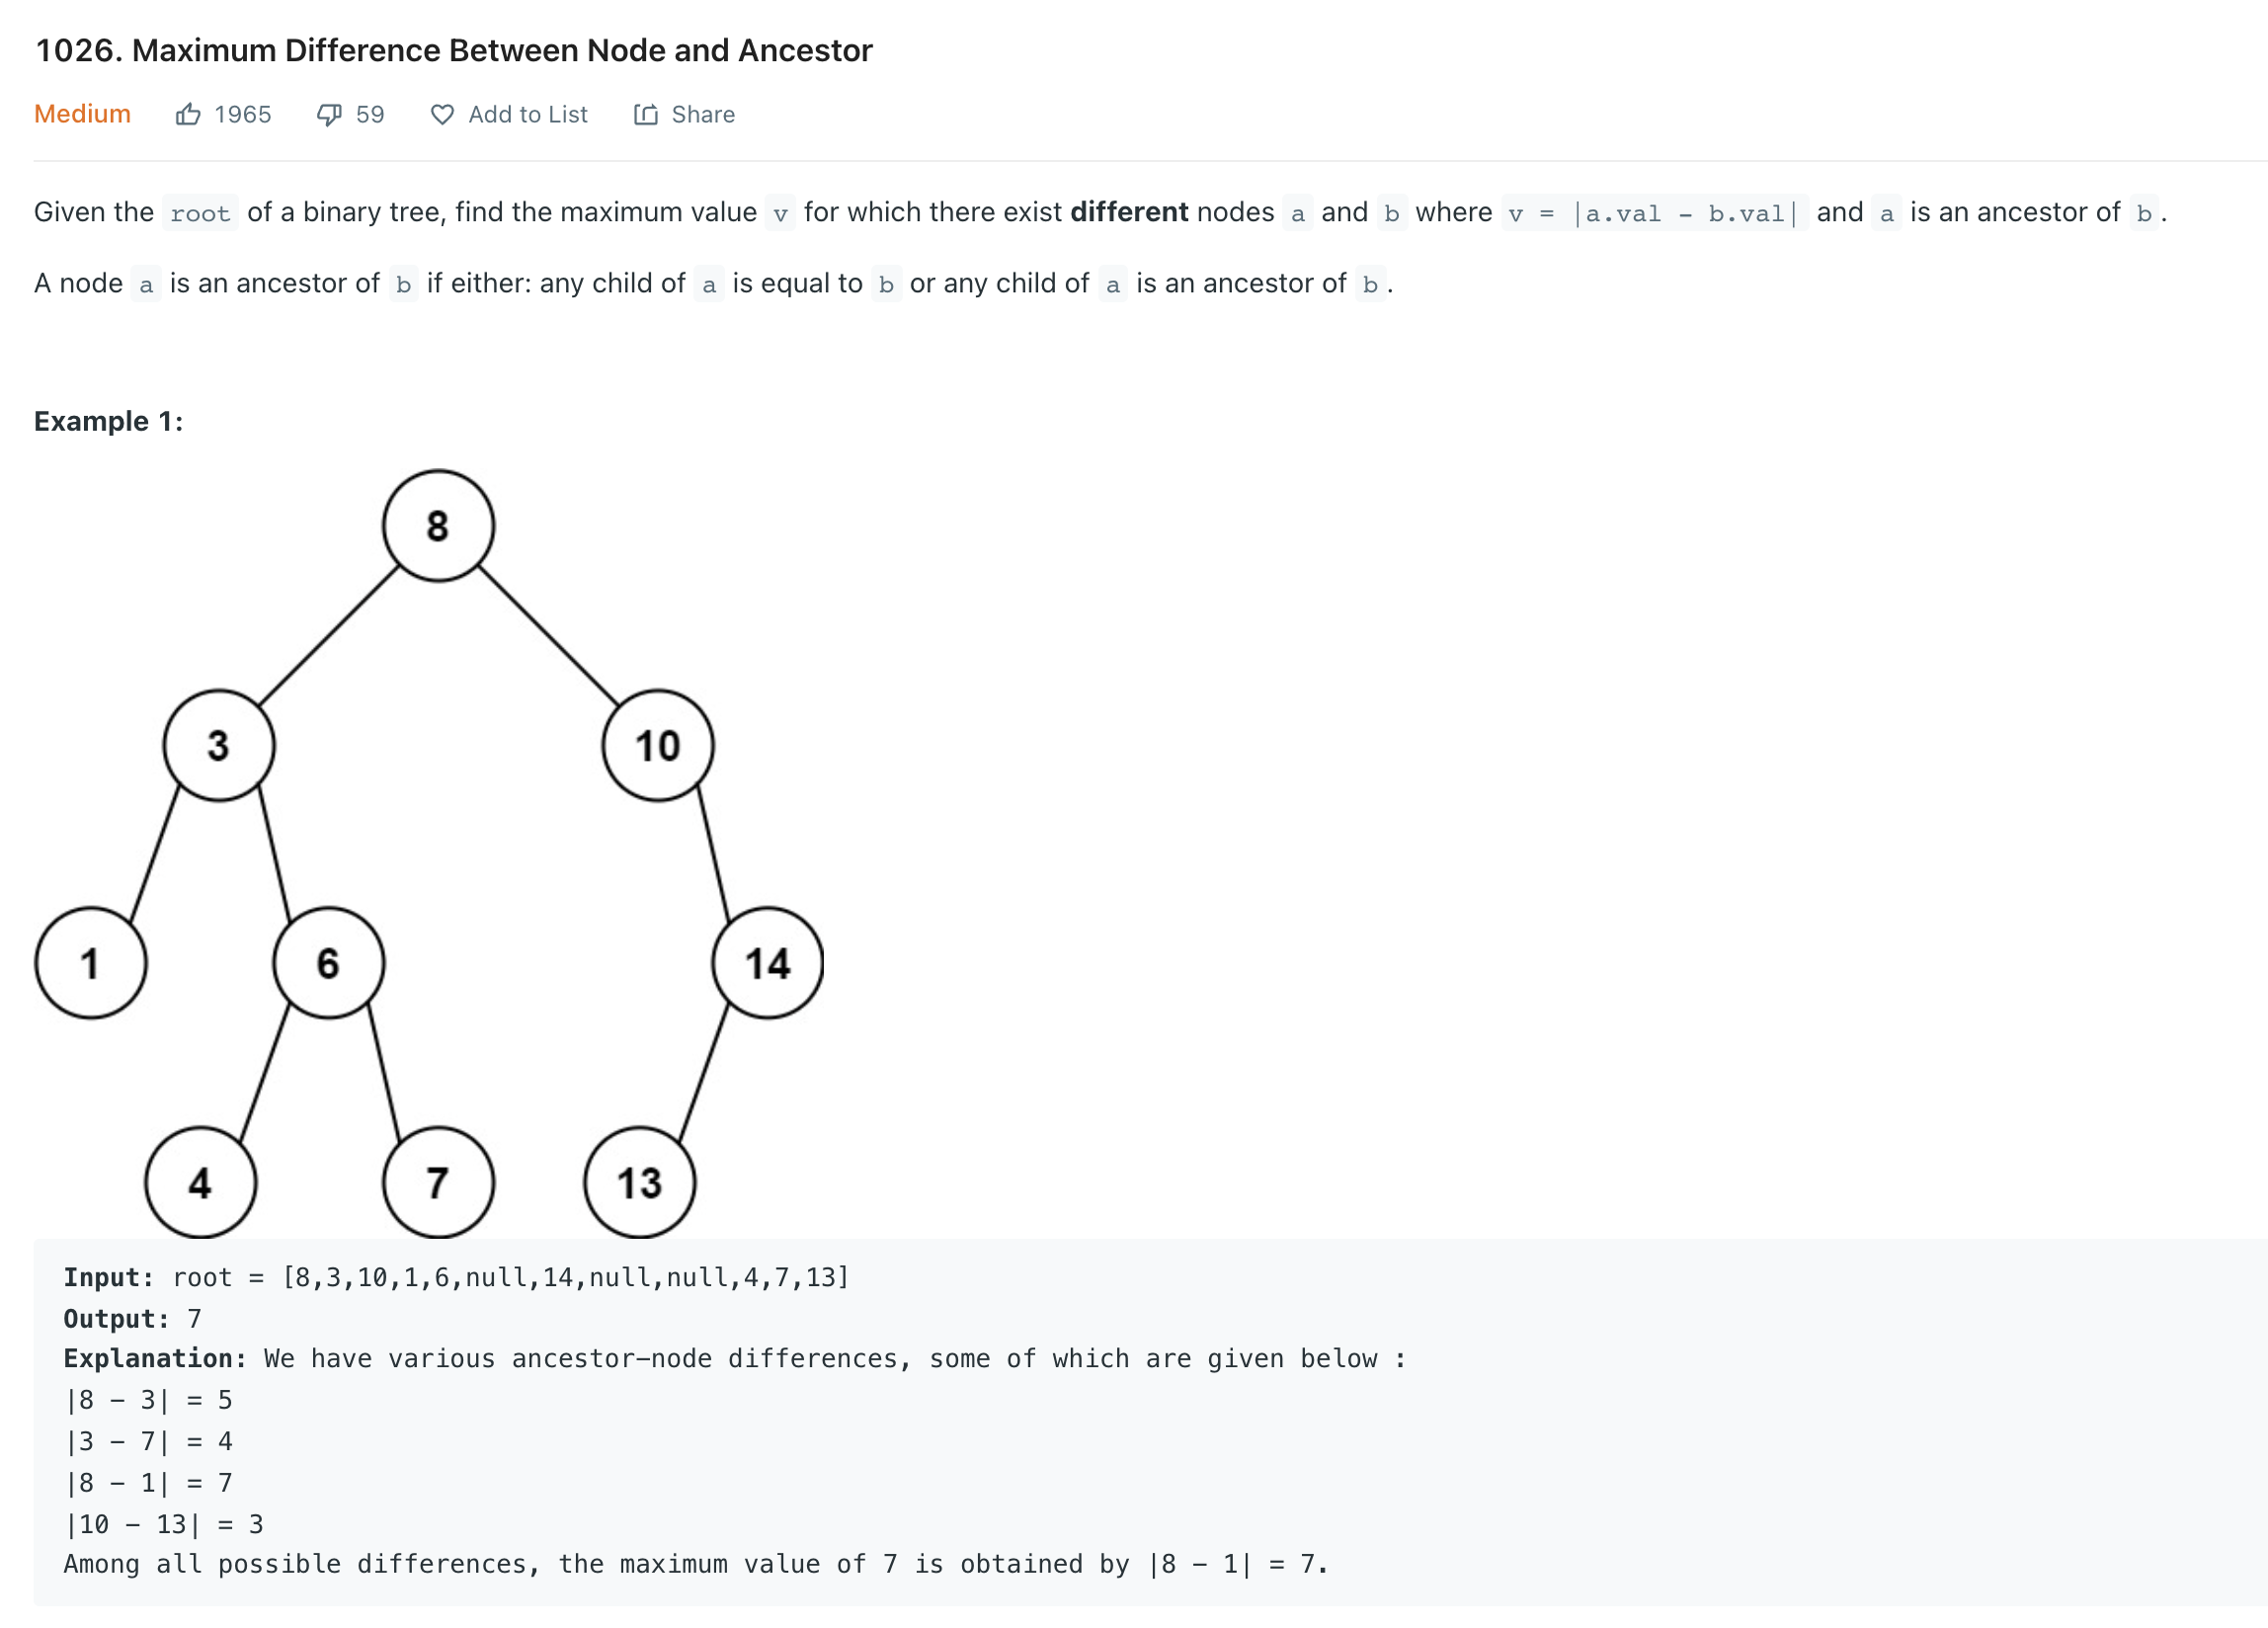 1026. Maximum Difference Between Node and Ancestor
Medium 1965 59 Add to List Share
Given the root of a binary tree, find the maximum value v for which there exist different nodes a and b where v = |a.val - b.val| and a is an ancestor of b.
A node a is an ancestor of b if either: any child of a is equal to b or any child of a is an ancestor of b.
Example 1:
8
3 10
1 6 14
4 7 13
Input: root = [8,3,10,1,6,null,14,null,null,4,7,13]
Output: 7
Explanation: We have various ancestor-node differences, some of which are given below :
|8 - 3| = 5
|3 - 7| = 4
|8 - 1| = 7
|10 - 13| = 3
Among all possible differences, the maximum value of 7 is obtained by |8 - 1| = 7.